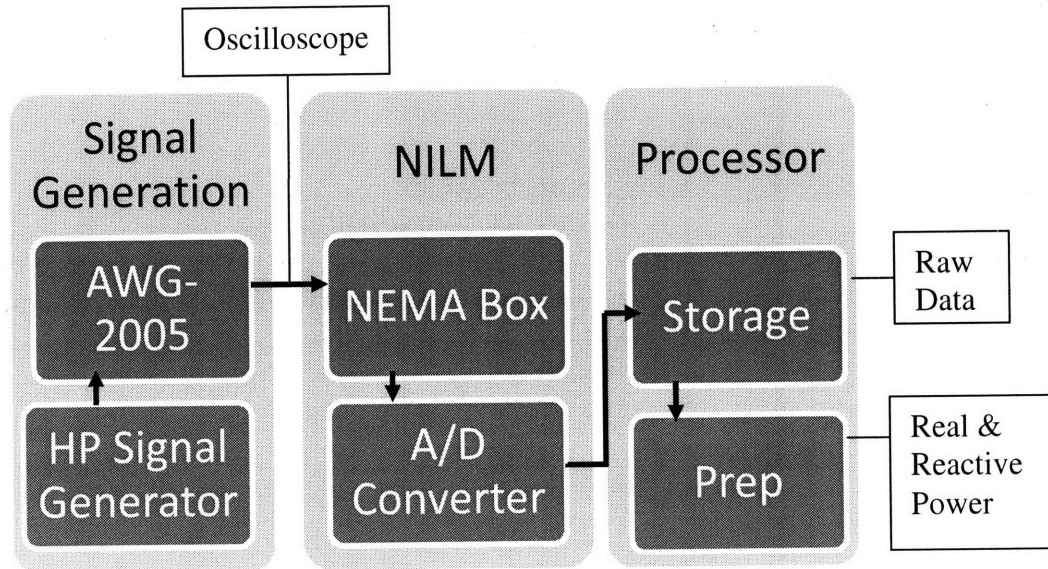 Oscilloscope
Signal
Generation
AWG-
2005
HP Signal
Generator
NILM
NEMA Box
A/D
Converter
Processor
Storage
Prep
Raw
Data
Real &
Reactive
Power